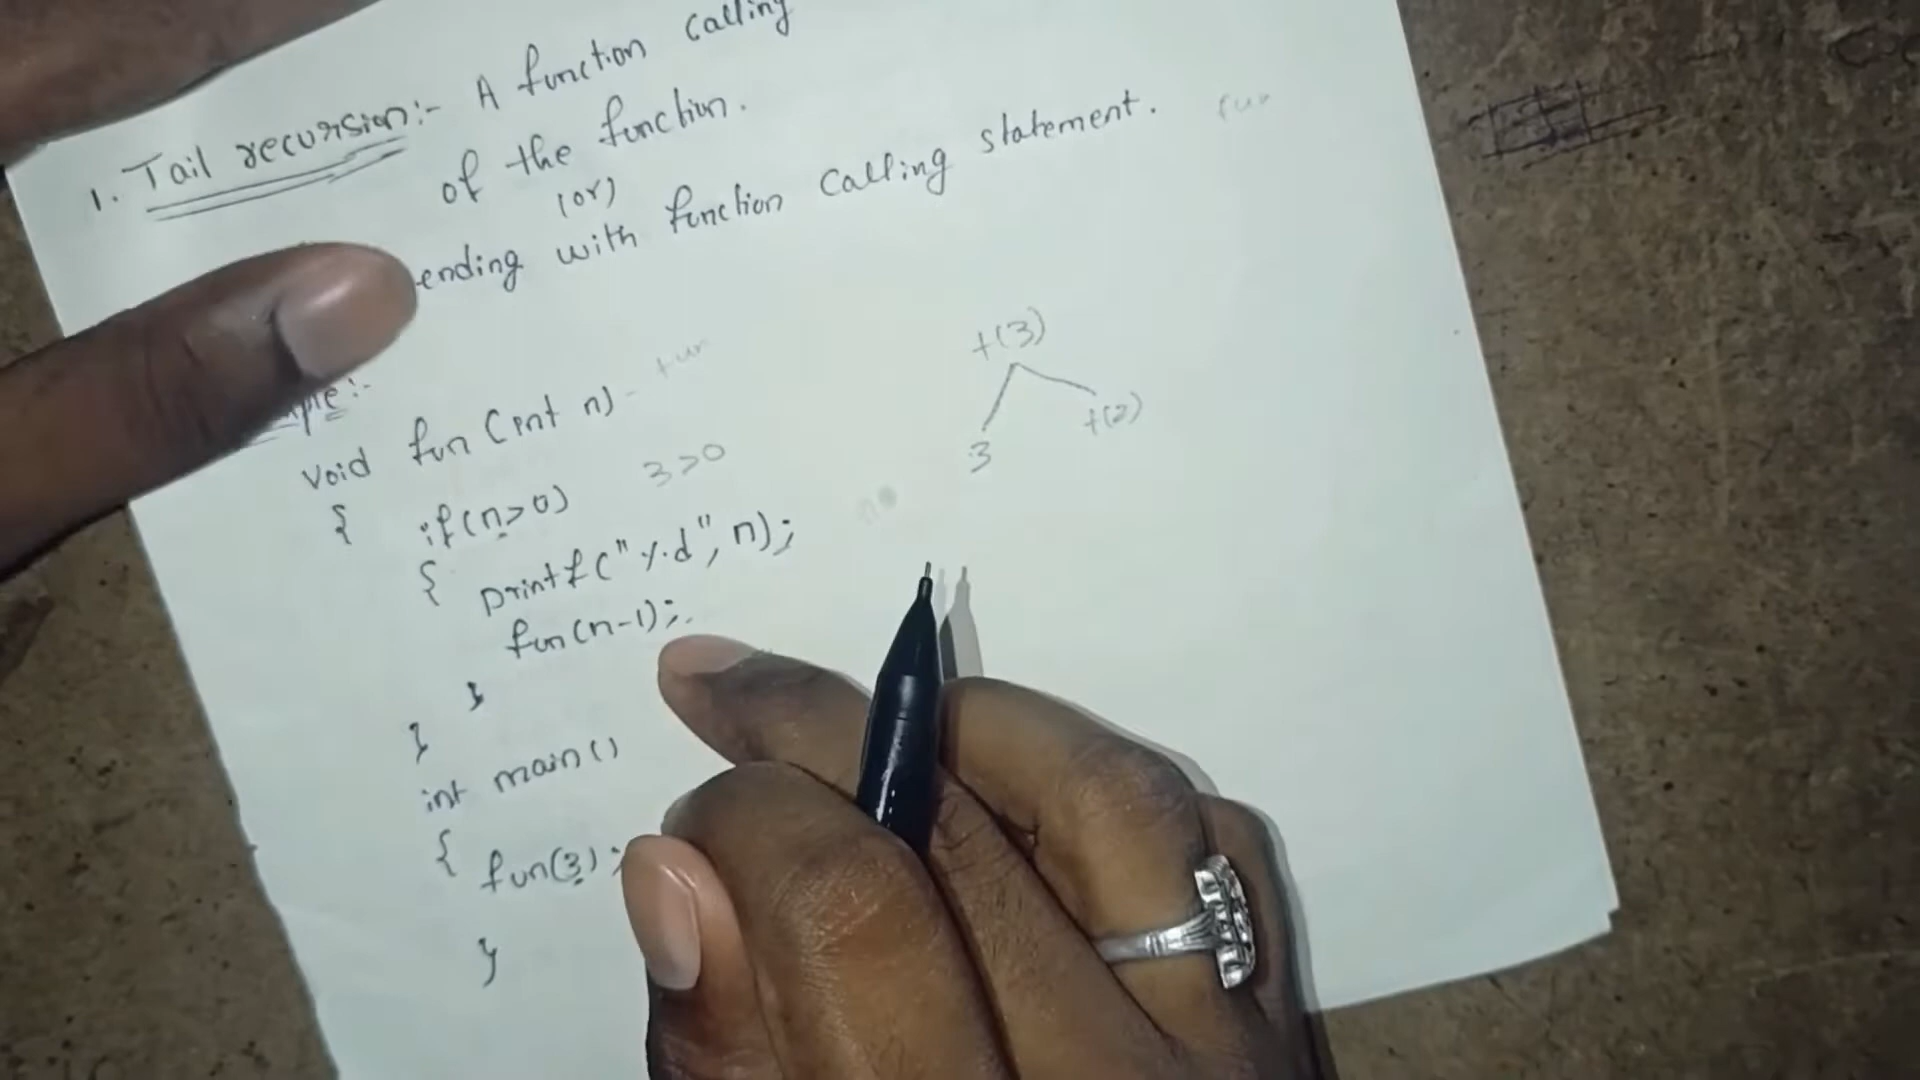 1. Tail recursion:- A function calling
of the function.
(or)
ending with function calling statement.
void fun (int n)
{ if(n>0) 3>0
{ printf("%d", n);
fun(n-1);
}
}
int main()
{ fun(3);
}
f(3)
3 f(2)